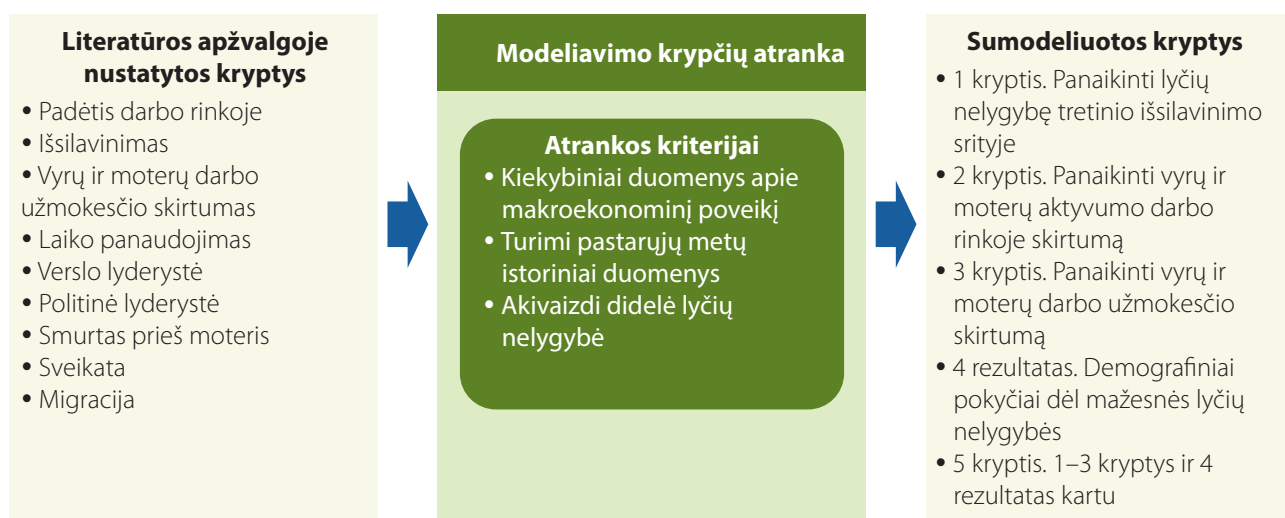 Literatūros apžvalgoje
nustatytos kryptys
• Padėtis darbo rinkoje
• Išsilavinimas
• Vyrų ir moterų darbo
užmokesčio skirtumas
• Laiko panaudojimas
• Verslo lyderystė
• Politinė lyderystė
• Smurtas prieš moteris
• Sveikata
• Migracija
Modeliavimo krypčių atranka
Atrankos kriterijai
• Kiekybiniai duomenys apie
makroekonominį poveikį
• Turimi pastarųjų metų
istoriniai duomenys
• Akivaizdi didelė lyčių
nelygybė
Sumodeliuotos kryptys
• 1 kryptis. Panaikinti lyčių
nelygybę tretinio išsilavinimo
srityje
• 2 kryptis. Panaikinti vyrų ir
moterų aktyvumo darbo
rinkoje skirtumą
• 3 kryptis. Panaikinti vyrų ir
moterų darbo užmokesčio
skirtumą
• 4 rezultatas. Demografiniai
pokyčiai dėl mažesnės lyčių
nelygybės
• 5 kryptis. 1–3 kryptys ir 4
rezultatas kartu